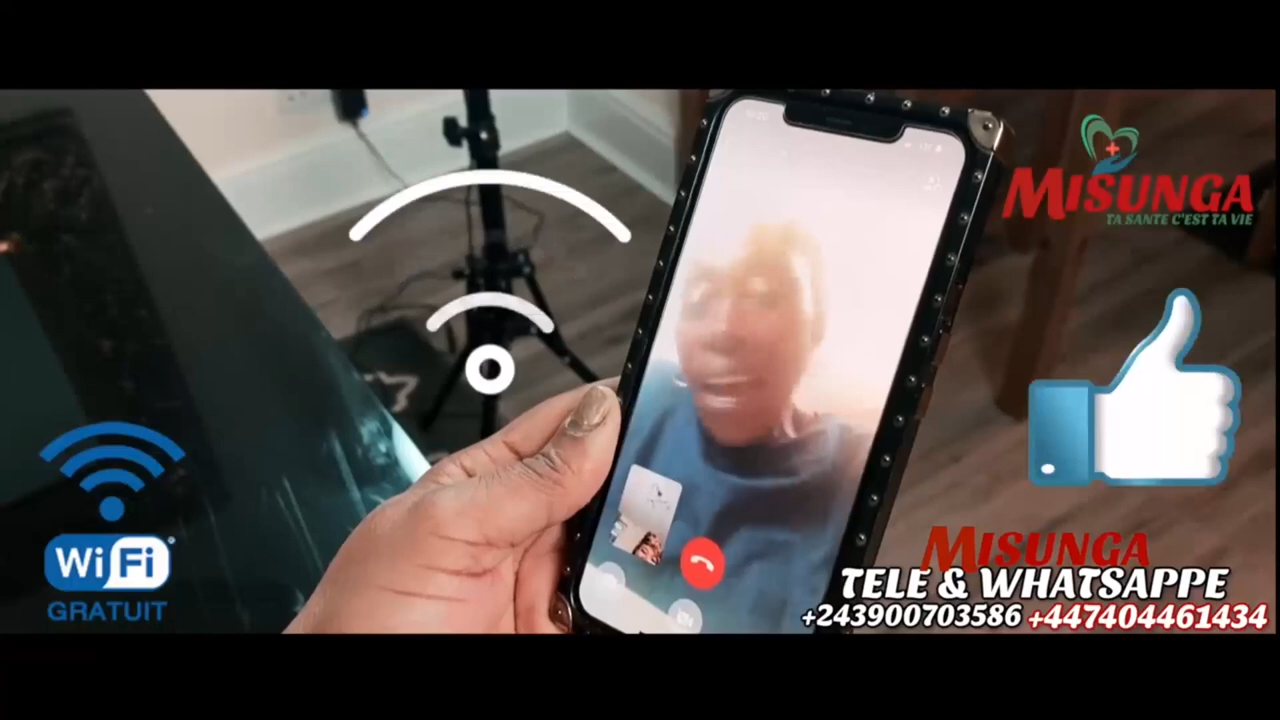 MISUNGA
TA SANTE C'EST TA VIE
Wi Fi
GRATUIT
MISUNGA
TELE & WHATSAPPE
+243900703586 +447404461434